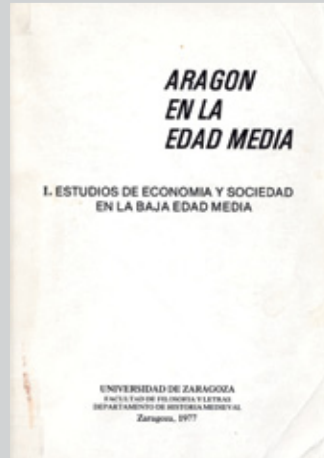 ARAGON
EN LA
EDAD MEDIA
I. ESTUDIOS DE ECONOMIA Y SOCIEDAD
EN LA BAJA EDAD MEDIA
UNIVERSIDAD DE ZARAGOZA
FACULTAD DE FILOSOFIA Y LETRAS
DEPARTAMENTO DE HISTORIA MEDIEVAL
Zaragoza, 1977